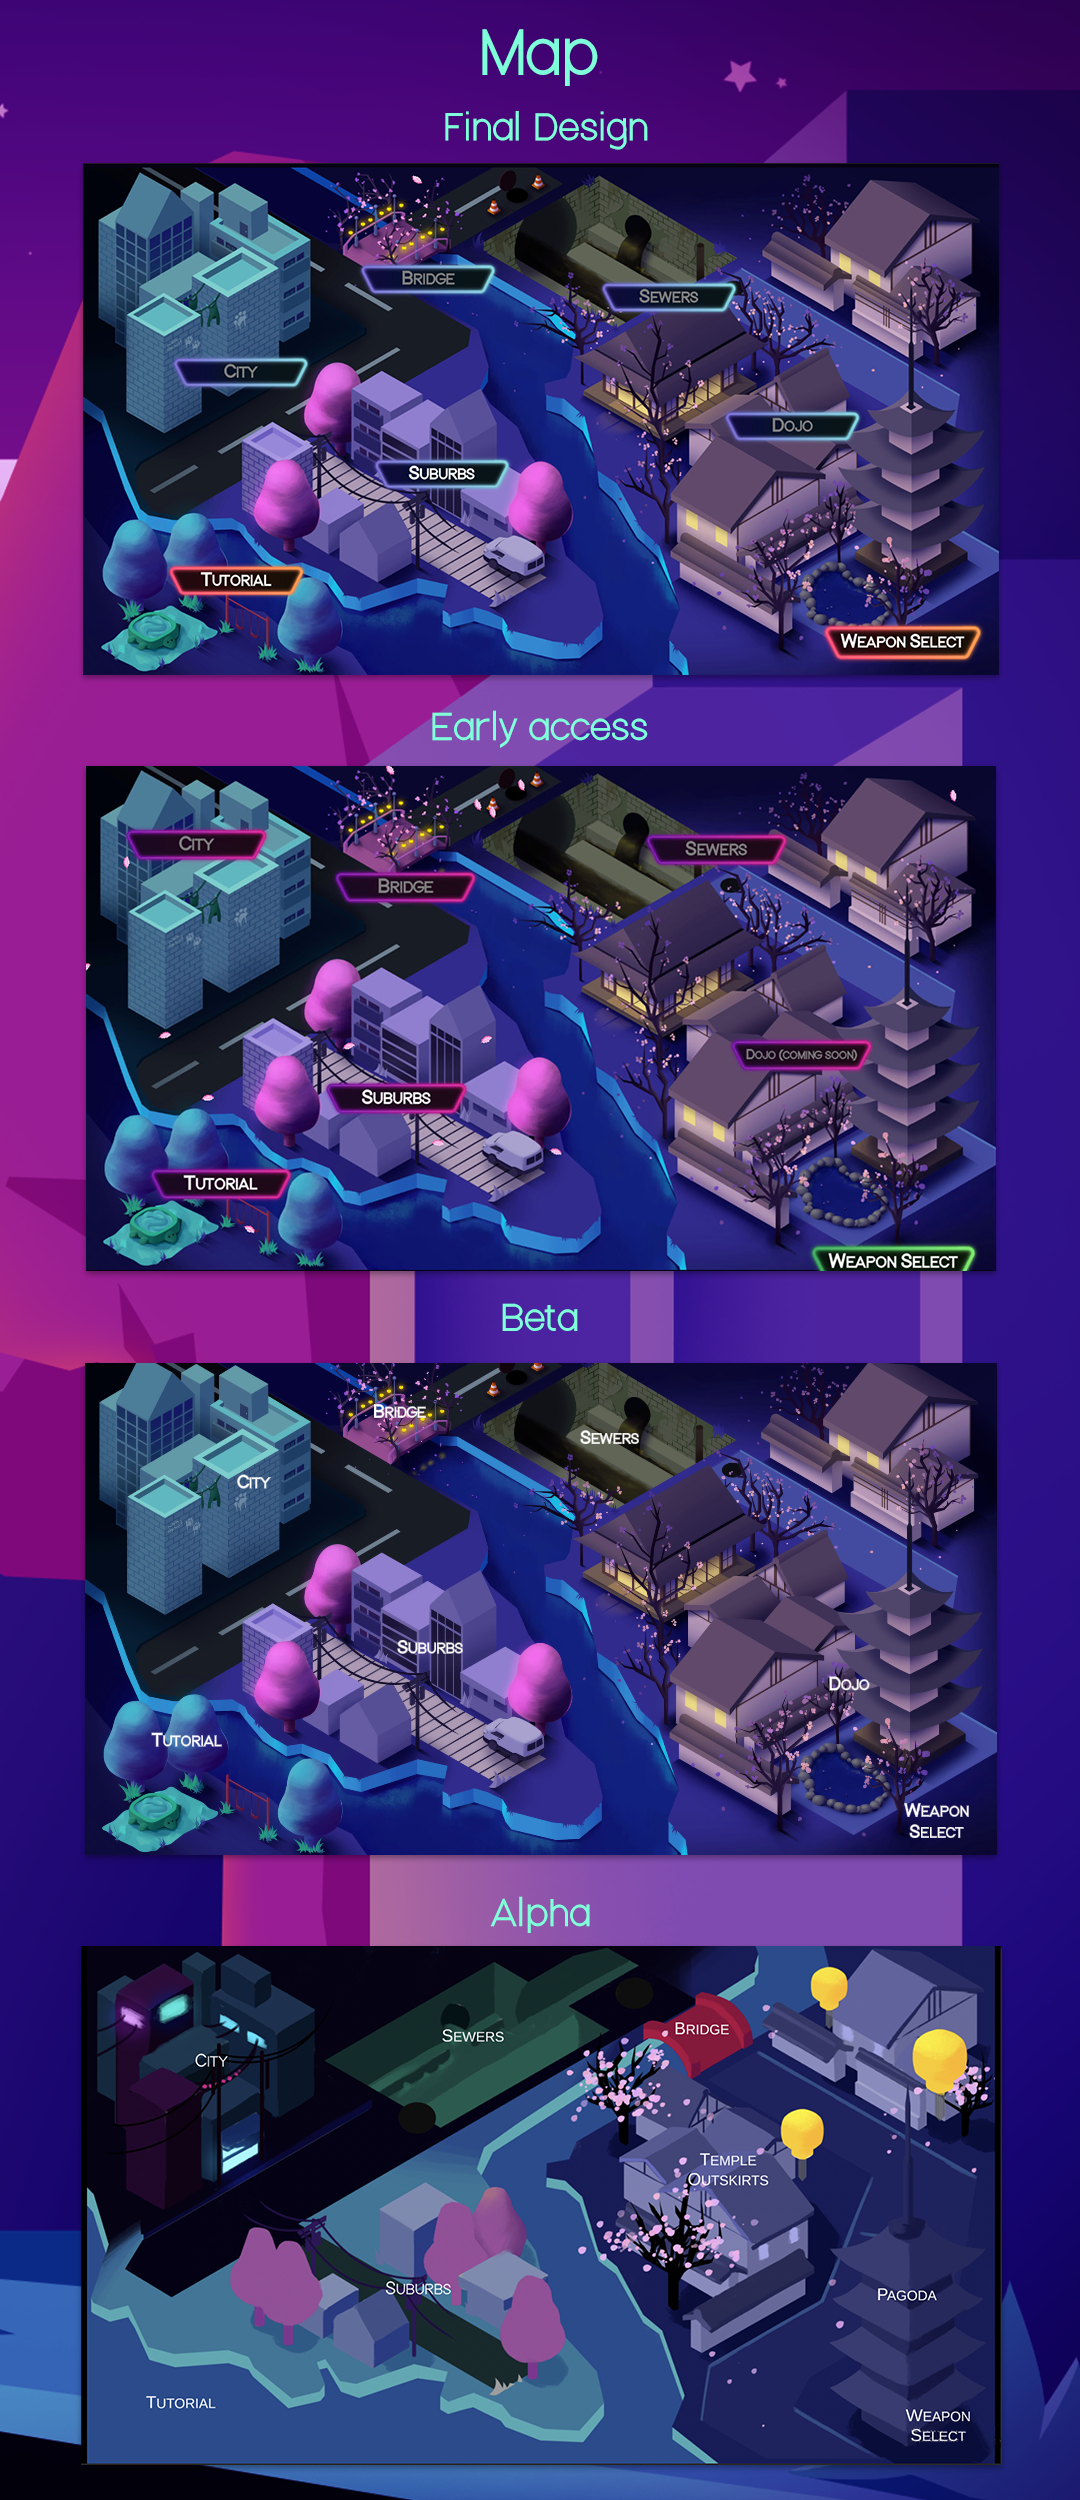 Map
Final Design
Bridge
Sewers
City
Dojo
Suburbs
Tutorial
Weapon Select
Early access
City
Sewers
Bridge
Dojo (coming soon)
Suburbs
Tutorial
Weapon Select
Beta
Bridge
Sewers
City
Suburbs
Dojo
Tutorial
Weapon
Select
Alpha
Bridge
Sewers
City
Temple
Outskirts
Suburbs
Pagoda
Tutorial
Weapon
Select